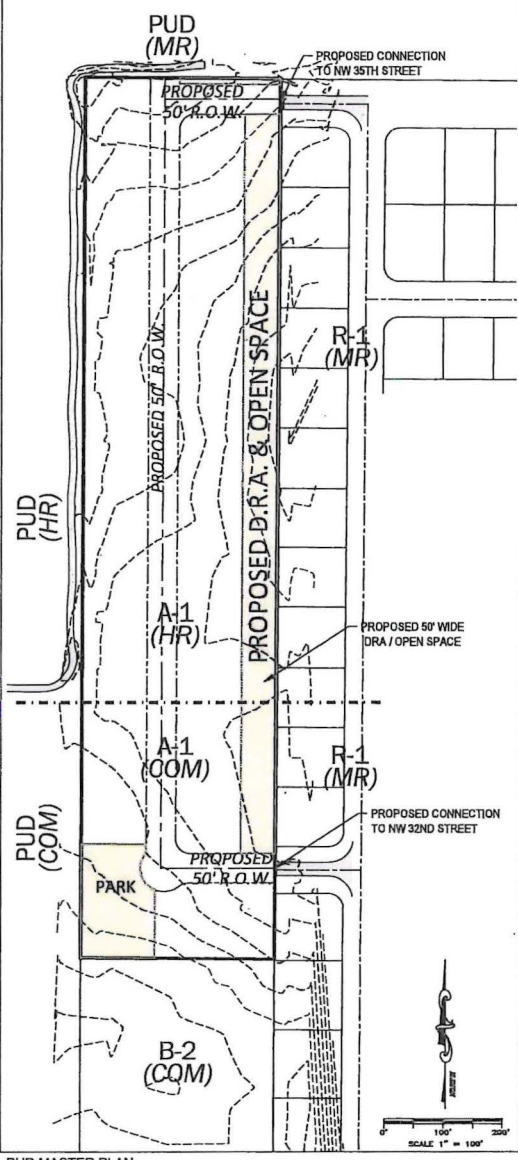 PUD
(MR)
PROPOSED CONNECTION
TO NW 35TH STREET
PROPOSED
50' R.O.W.
PROPOSED 50' R.O.W.
PROPOSED D.R.A. & OPEN SPACE
R-1
(MR)
PUD
(HR)
A-1
(HR)
PROPOSED 50' WIDE
DRA / OPEN SPACE
A-1
(COM)
R-1
(MR)
PUD
(COM)
PROPOSED CONNECTION
TO NW 32ND STREET
PROPOSED
50' R.O.W.
PARK
B-2
(COM)
0' 100' 200'
SCALE 1" = 100'
PUD MASTER PLAN